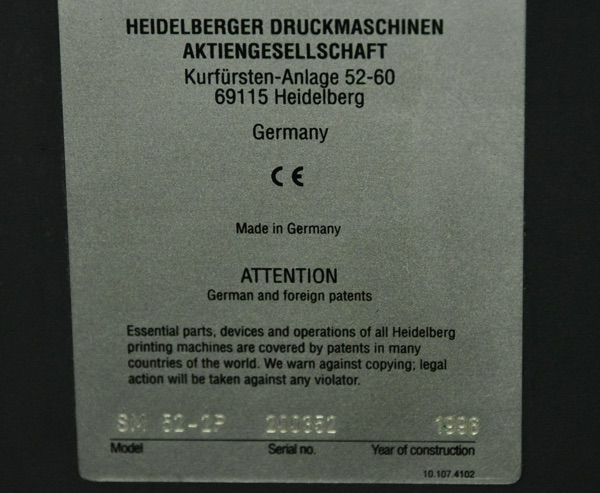 HEIDELBERGER DRUCKMASCHINEN
AKTIENGESELLSCHAFT
Kurfürsten-Anlage 52-60
69115 Heidelberg
Germany
CE
Made in Germany
ATTENTION
German and foreign patents
Essential parts, devices and operations of all Heidelberg
printing machines are covered by patents in many
countries of the world. We warn against copying; legal
action will be taken against any violator.
SM 52-2P
Model Serial no. Year of construction
10.107.4102